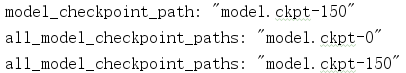 model_checkpoint_path: "model.ckpt-150"
all_model_checkpoint_paths: "model.ckpt-0"
all_model_checkpoint_paths: "model.ckpt-150"